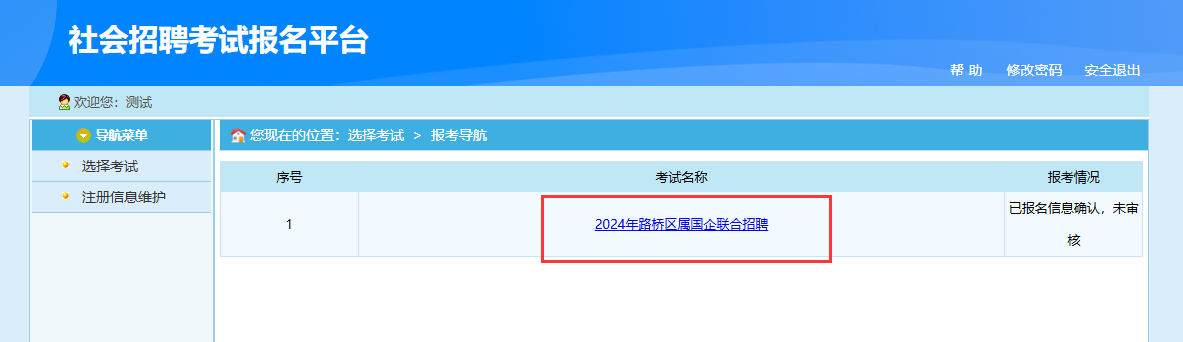 社会招聘考试报名平台
帮 助 修改密码 安全退出
欢迎您：测试
导航菜单
选择考试
注册信息维护
您现在的位置：选择考试 > 报考导航
序号 考试名称 报考情况
1 2024年路桥区属国企联合招聘 已报名信息确认，未审
核